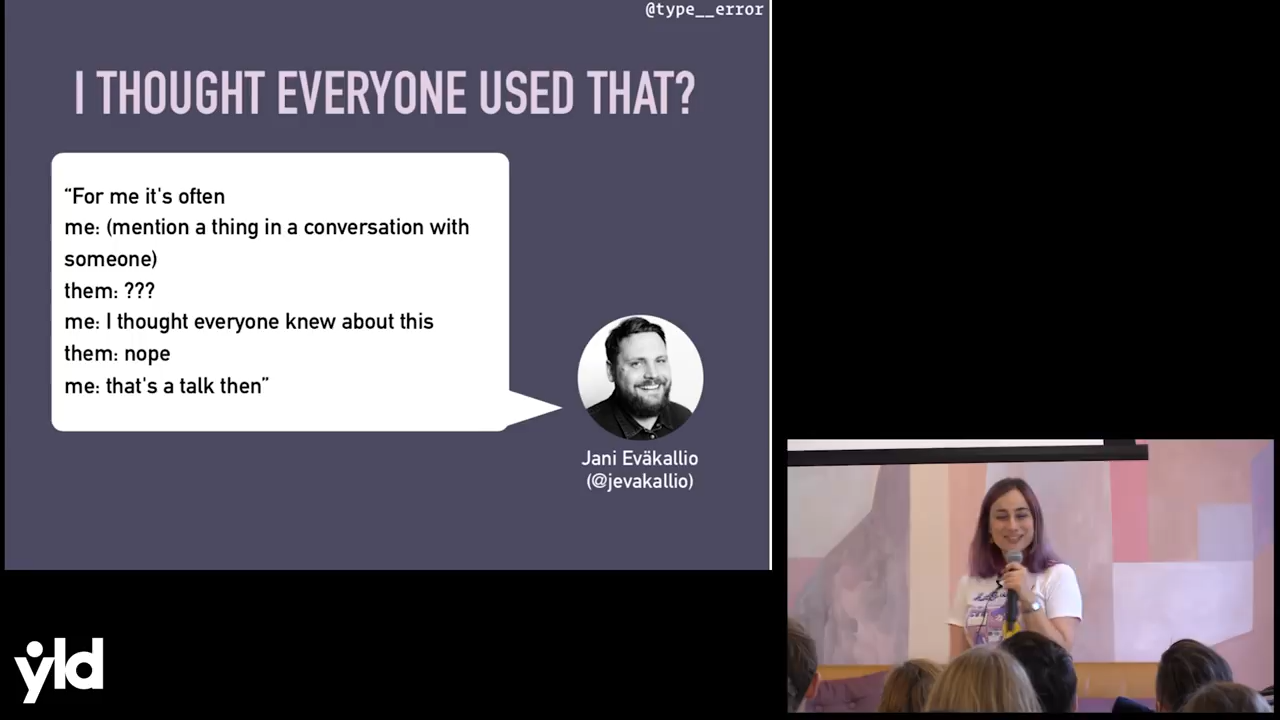 @type__error
I THOUGHT EVERYONE USED THAT?
“For me it's often
me: (mention a thing in a conversation with
someone)
them: ???
me: I thought everyone knew about this
them: nope
me: that's a talk then”
Jani Eväkallio
(@jevakallio)
yld